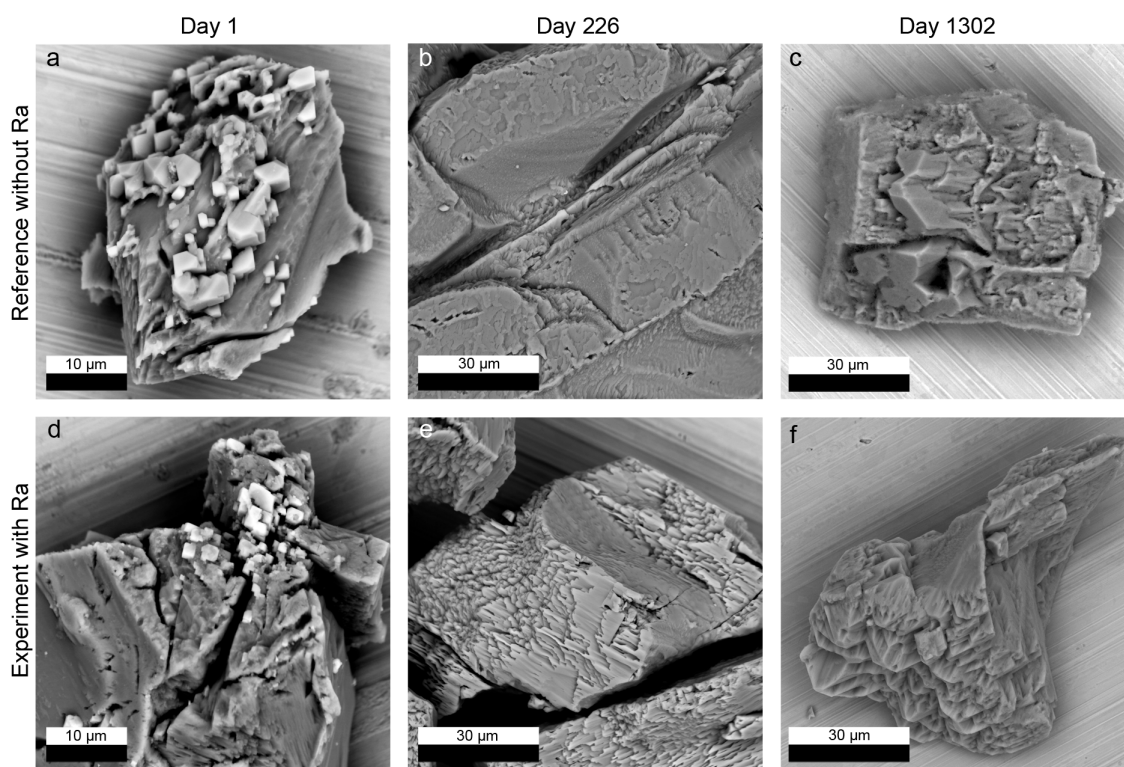 Day 1
Day 226
Day 1302
Reference without Ra
a
10 µm
b
30 µm
c
30 µm
Experiment with Ra
d
10 µm
e
30 µm
f
30 µm